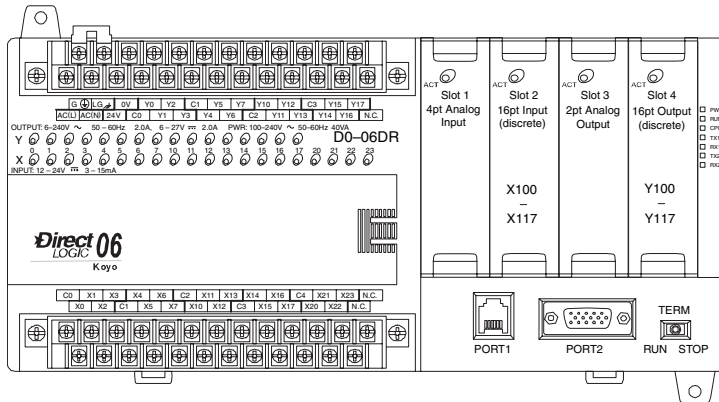 G LG 0V Y0 Y2 C1 Y5 Y7 Y10 Y12 C3 Y15 Y17
AC(L) AC(N) 24V C0 Y1 Y3 Y4 Y6 C2 Y11 Y13 Y14 Y16 N.C.
OUTPUT: 6–240V ∼ 50 – 60Hz 2.0A, 6 – 27V ⎓ 2.0A PWR: 100–240V ∼ 50–60Hz 40VA
D0–06DR
Y
0 1 2 3 4 5 6 7 10 11 12 13 14 15 16 17 20 21 22 23
X
INPUT: 12 – 24V ⎓ 3 – 15mA
Direct
LOGIC 06
Koyo
C0 X1 X3 X4 X6 C2 X11 X13 X14 X16 C4 X21 X23 N.C.
X0 X2 C1 X5 X7 X10 X12 C3 X15 X17 X20 X22 N.C.
ACT
Slot 1
4pt Analog
Input
ACT
Slot 2
16pt Input
(discrete)
X100
–
X117
ACT
Slot 3
2pt Analog
Output
ACT
Slot 4
16pt Output
(discrete)
Y100
–
Y117
RUN
TX1
RX1
TX2
PORT1
PORT2
TERM
RUN STOP